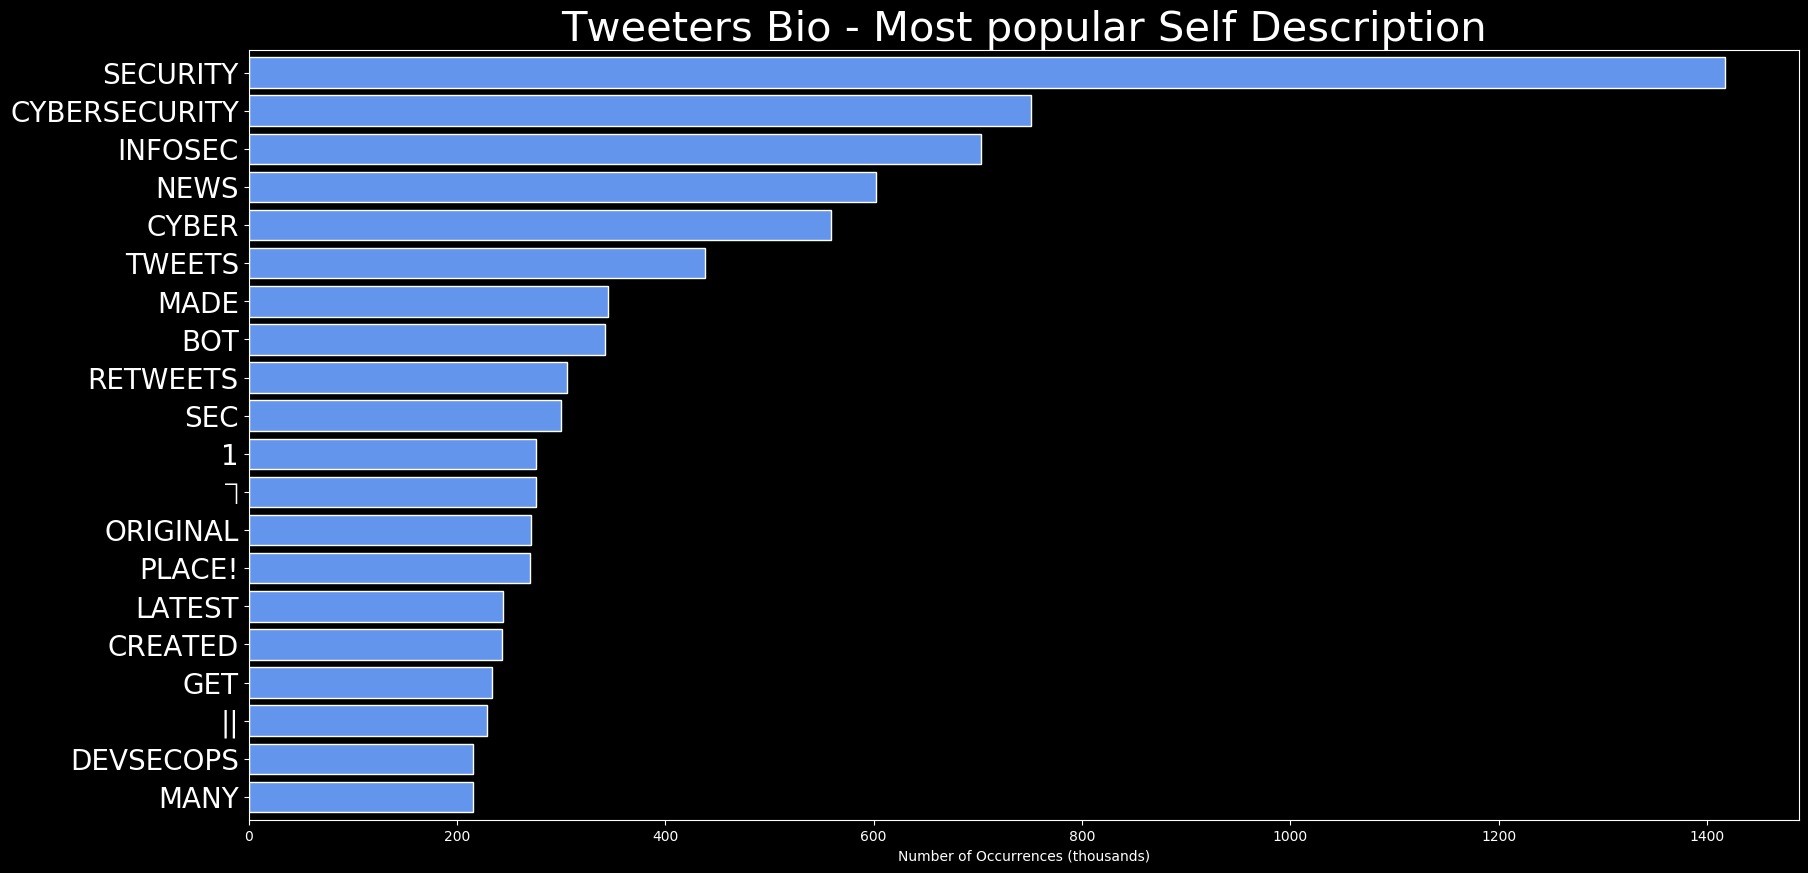 Tweeters Bio - Most popular Self Description
SECURITY
CYBERSECURITY
INFOSEC
NEWS
CYBER
TWEETS
MADE
BOT
RETWEETS
SEC
1
ORIGINAL
PLACE!
LATEST
CREATED
GET
||
DEVSECOPS
MANY
0 200 400 600 800 1000 1200 1400
Number of Occurrences (thousands)